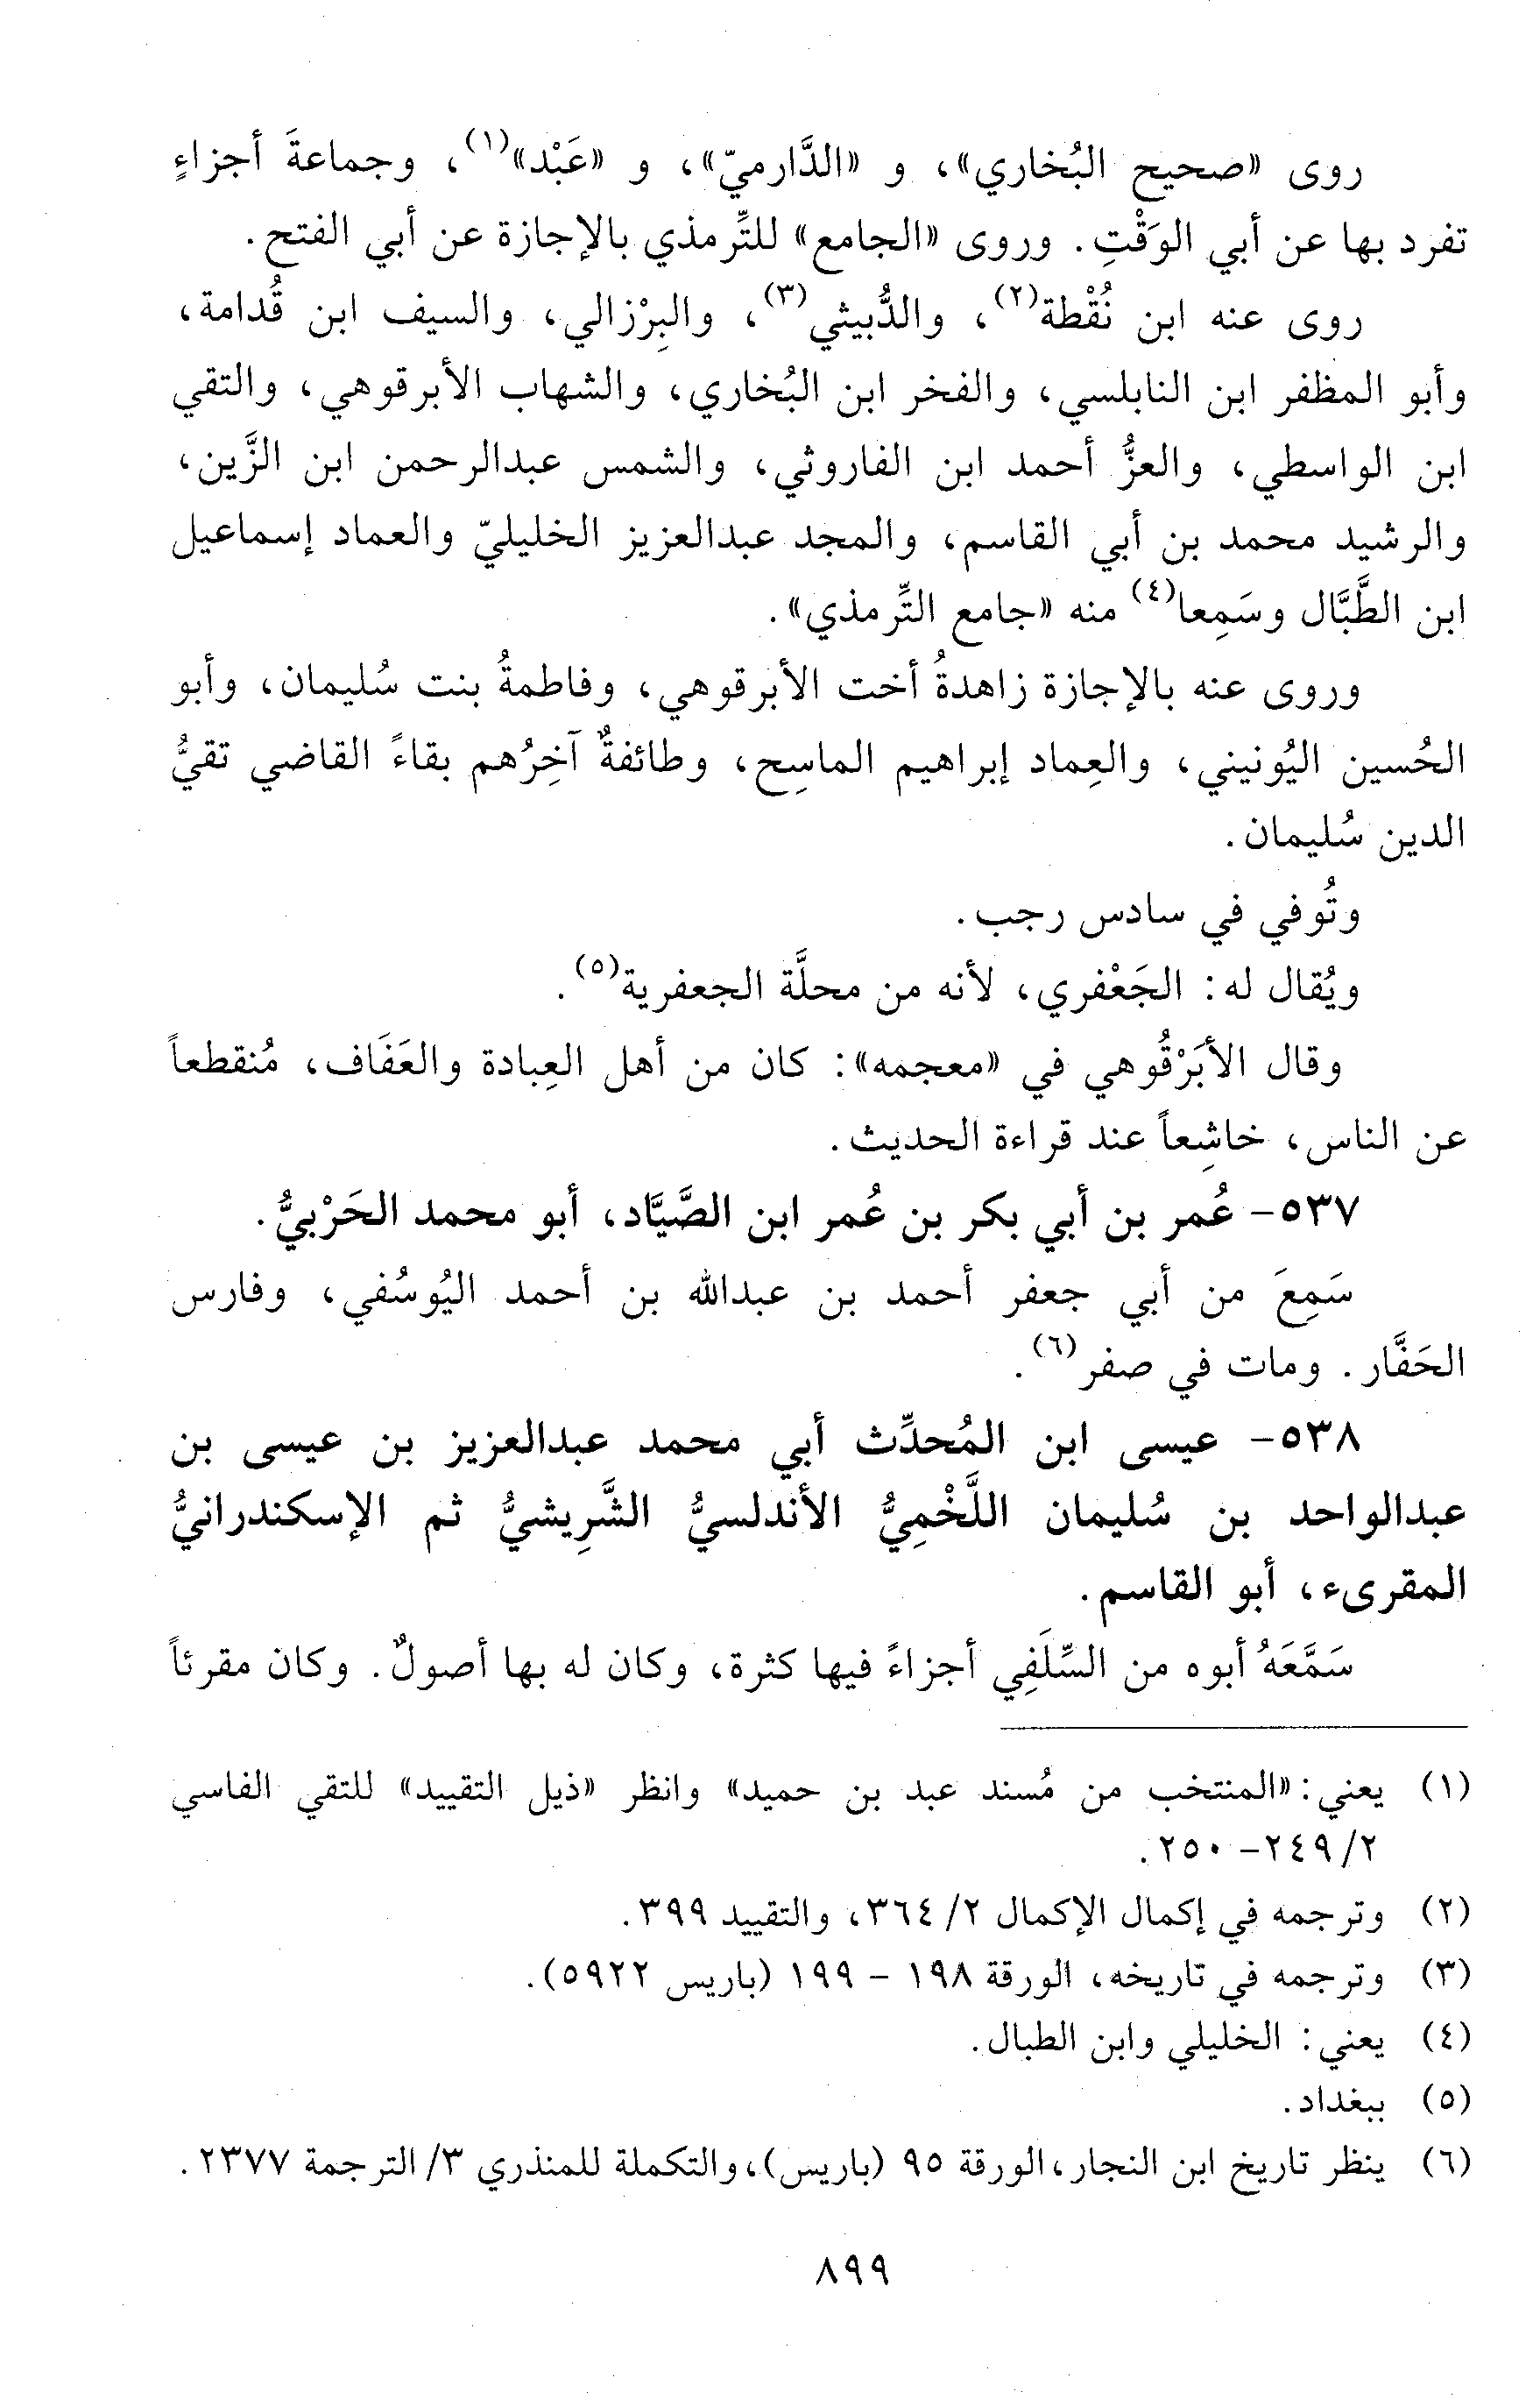 روى «صحيح البُخاري»، و «الدَّارميّ»، و «عَبْد»(١)، وجماعةَ أجزاءٍ
تفرد بها عن أبي الوَقْتِ. وروى «الجامع» للتِّرمذي بالإجازة عن أبي الفتح.
روى عنه ابن نُقْطة(٢)، والدُّبيثي(٣)، والبِرْزالي، والسيف ابن قُدامة،
وأبو المظفر ابن النابلسي، والفخر ابن البُخاري، والشهاب الأبرقوهي، والتقي
ابن الواسطي، والعزُّ أحمد ابن الفاروثي، والشمس عبدالرحمن ابن الزَّين،
والرشيد محمد بن أبي القاسم، والمجد عبدالعزيز الخليليّ والعماد إسماعيل
ابن الطَّبَّال وسَمِعا(٤) منه «جامع التِّرمذي».
وروى عنه بالإجازة زاهدةُ أخت الأبرقوهي، وفاطمةُ بنت سُليمان، وأبو
الحُسين اليُونيني، والعِماد إبراهيم الماسِح، وطائفةٌ آخِرُهم بقاءً القاضي تقيُّ
الدين سُليمان.
وتُوفي في سادس رجب.
ويُقال له: الجَعْفري، لأنه من محلَّة الجعفرية(٥).
وقال الأبَرْقُوهي في «معجمه»: كان من أهل العِبادة والعَفَاف، مُنقطعاً
عن الناس، خاشِعاً عند قراءة الحديث.
٥٣٧- عُمر بن أبي بكر بن عُمر ابن الصَّيَّاد، أبو محمد الحَرْبيُّ.
سَمِعَ من أبي جعفر أحمد بن عبدالله بن أحمد اليُوسُفي، وفارس
الحَفَّار. ومات في صفر(٦).
٥٣٨- عيسى ابن المُحدِّث أبي محمد عبدالعزيز بن عيسى بن
عبدالواحد بن سُليمان اللَّخْمِيُّ الأندلسيُّ الشَّرِيشيُّ ثم الإسكندرانيُّ
المقرىء، أبو القاسم.
سَمَّعَهُ أبوه من السِّلَفِي أجزاءً فيها كثرة، وكان له بها أصولٌ. وكان مقرئاً
(١) يعني: «المنتخب من مُسند عبد بن حميد» وانظر «ذيل التقييد» للتقي الفاسي
٢/ ٢٤٩- ٢٥٠.
(٢) وترجمه في إكمال الإكمال ٢/ ٣٦٤، والتقييد ٣٩٩.
(٣) وترجمه في تاريخه، الورقة ١٩٨ - ١٩٩ (باريس ٥٩٢٢).
(٤) يعني: الخليلي وابن الطبال.
(٥) ببغداد.
(٦) ينظر تاريخ ابن النجار، الورقة ٩٥ (باريس)، والتكملة للمنذري ٣/ الترجمة ٢٣٧٧.
٨٩٩